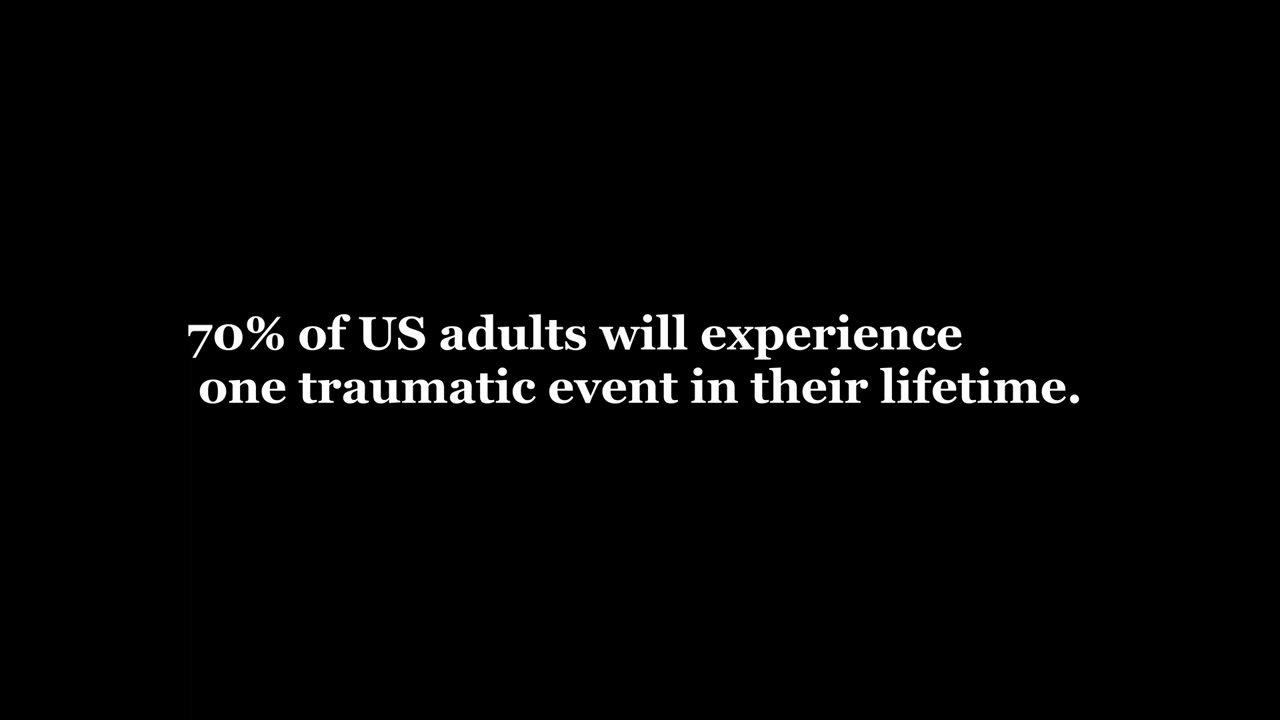 70% of US adults will experience
one traumatic event in their lifetime.